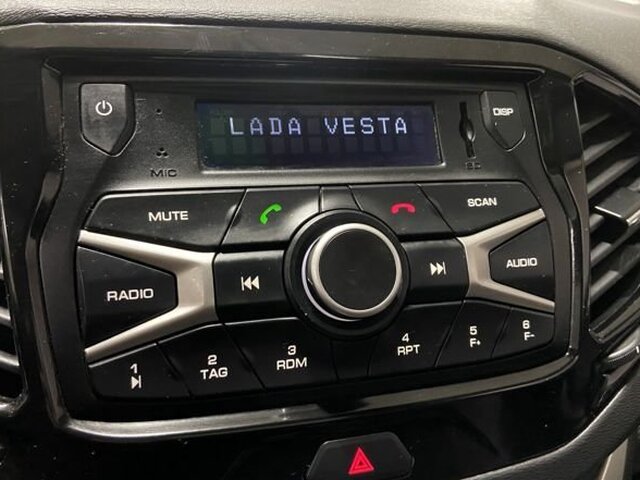 LADA VESTA
DISP
MIC
SD
MUTE
SCAN
RADIO
AUDIO
1
2
TAG
3
RDM
4
RPT
5
F+
6
F-